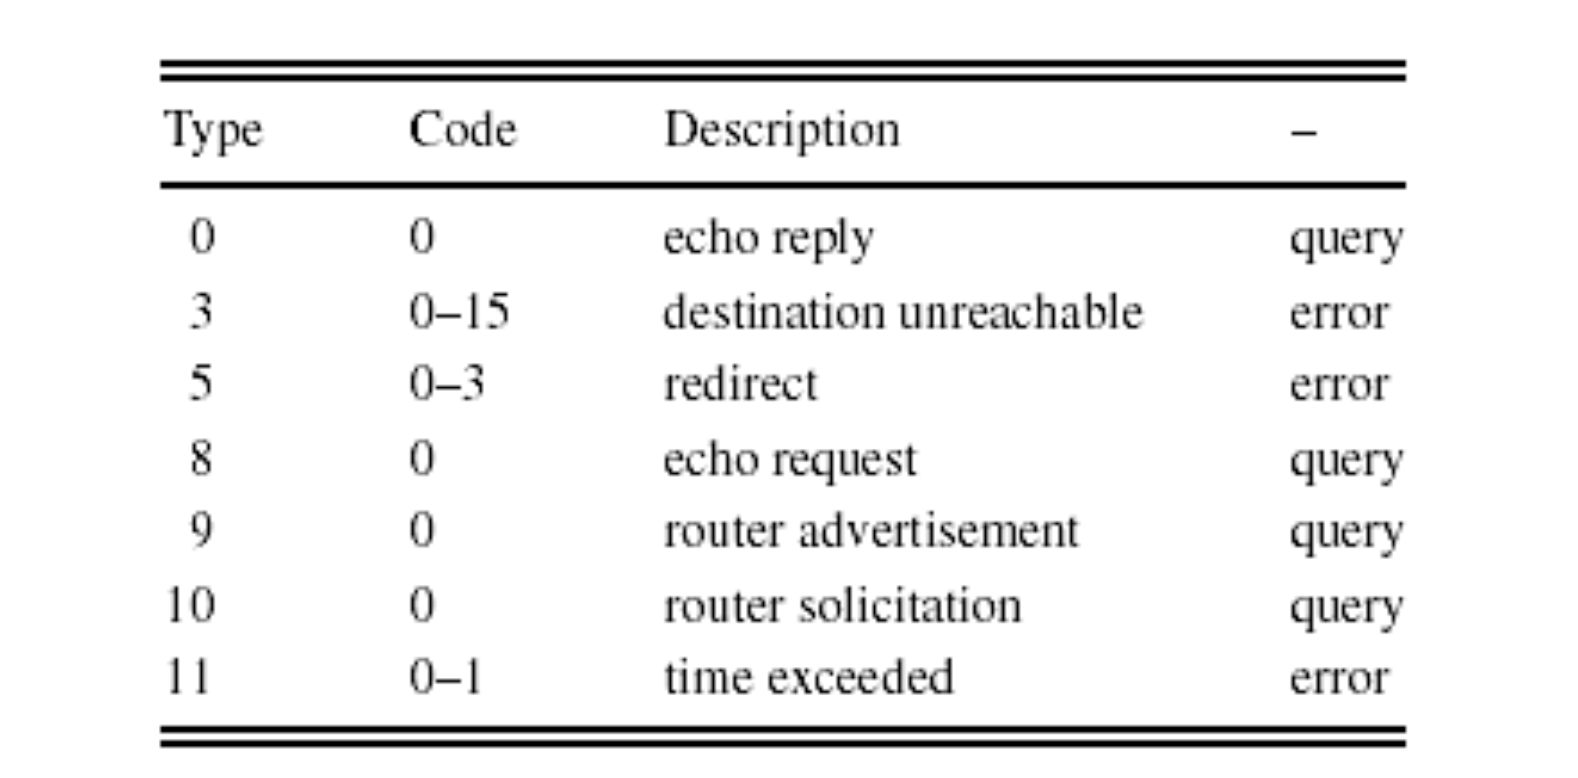 Type Code Description –
0 0 echo reply query
3 0–15 destination unreachable error
5 0–3 redirect error
8 0 echo request query
9 0 router advertisement query
10 0 router solicitation query
11 0–1 time exceeded error